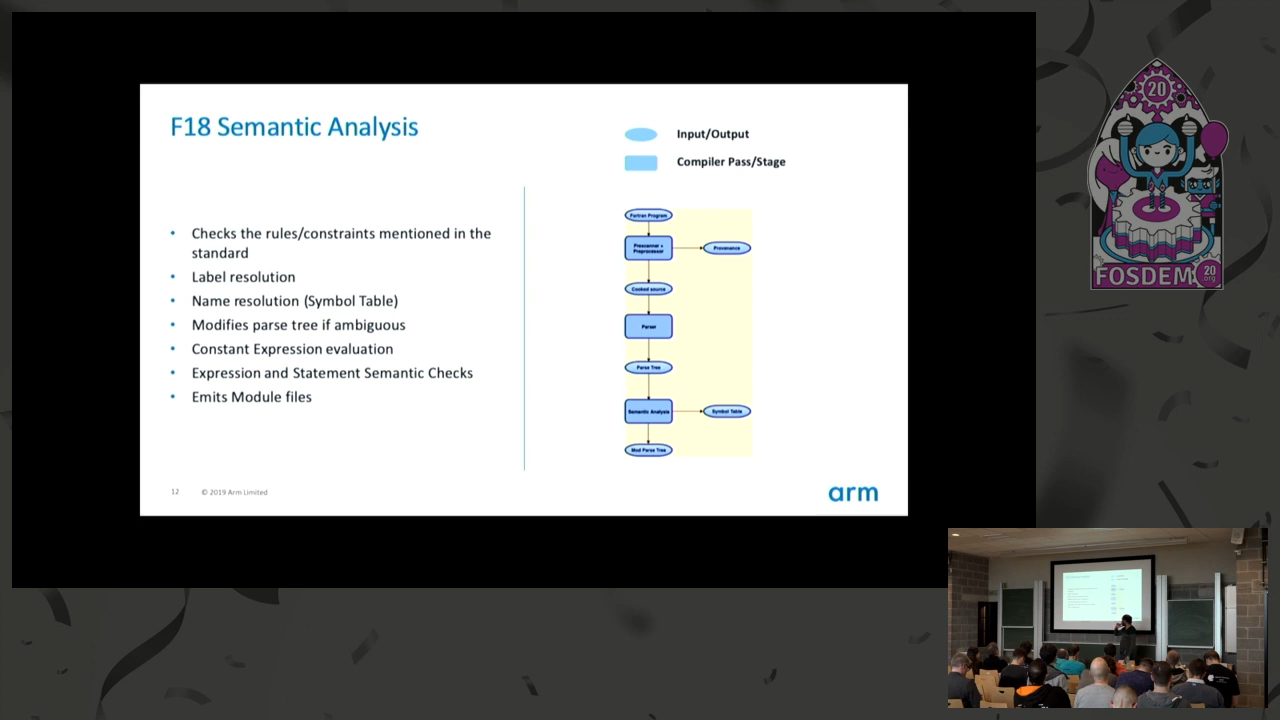 F18 Semantic Analysis
Input/Output
Compiler Pass/Stage
• Checks the rules/constraints mentioned in the
standard
• Label resolution
• Name resolution (Symbol Table)
• Modifies parse tree if ambiguous
• Constant Expression evaluation
• Expression and Statement Semantic Checks
• Emits Module files
Fortran Program
Prescanner +
Preprocessor
Provenance
Cooked source
Parser
Parse Tree
Semantic Analysis
Symbol Table
Mod Parse Tree
12 © 2019 Arm Limited
arm
20
FOSDEM
20
.org